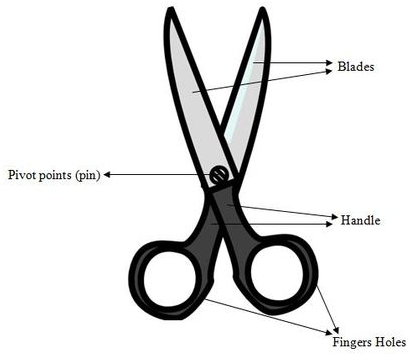 Blades
Pivot points (pin)
Handle
Fingers Holes